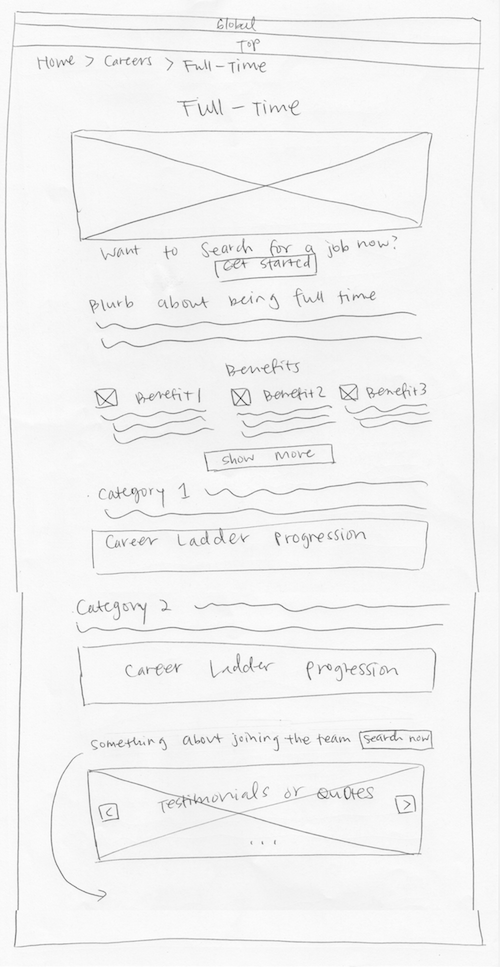 Global
Top
Home > Careers > Full-Time
Full-Time
Want to search for a job now?
Get started
Blurb about being full time
Benefits
Benefit 1 Benefit 2 Benefit 3
show more
Category 1
Career Ladder Progression
Category 2
Career Ladder Progression
something about joining the team search now
< Testimonials or Quotes >
...